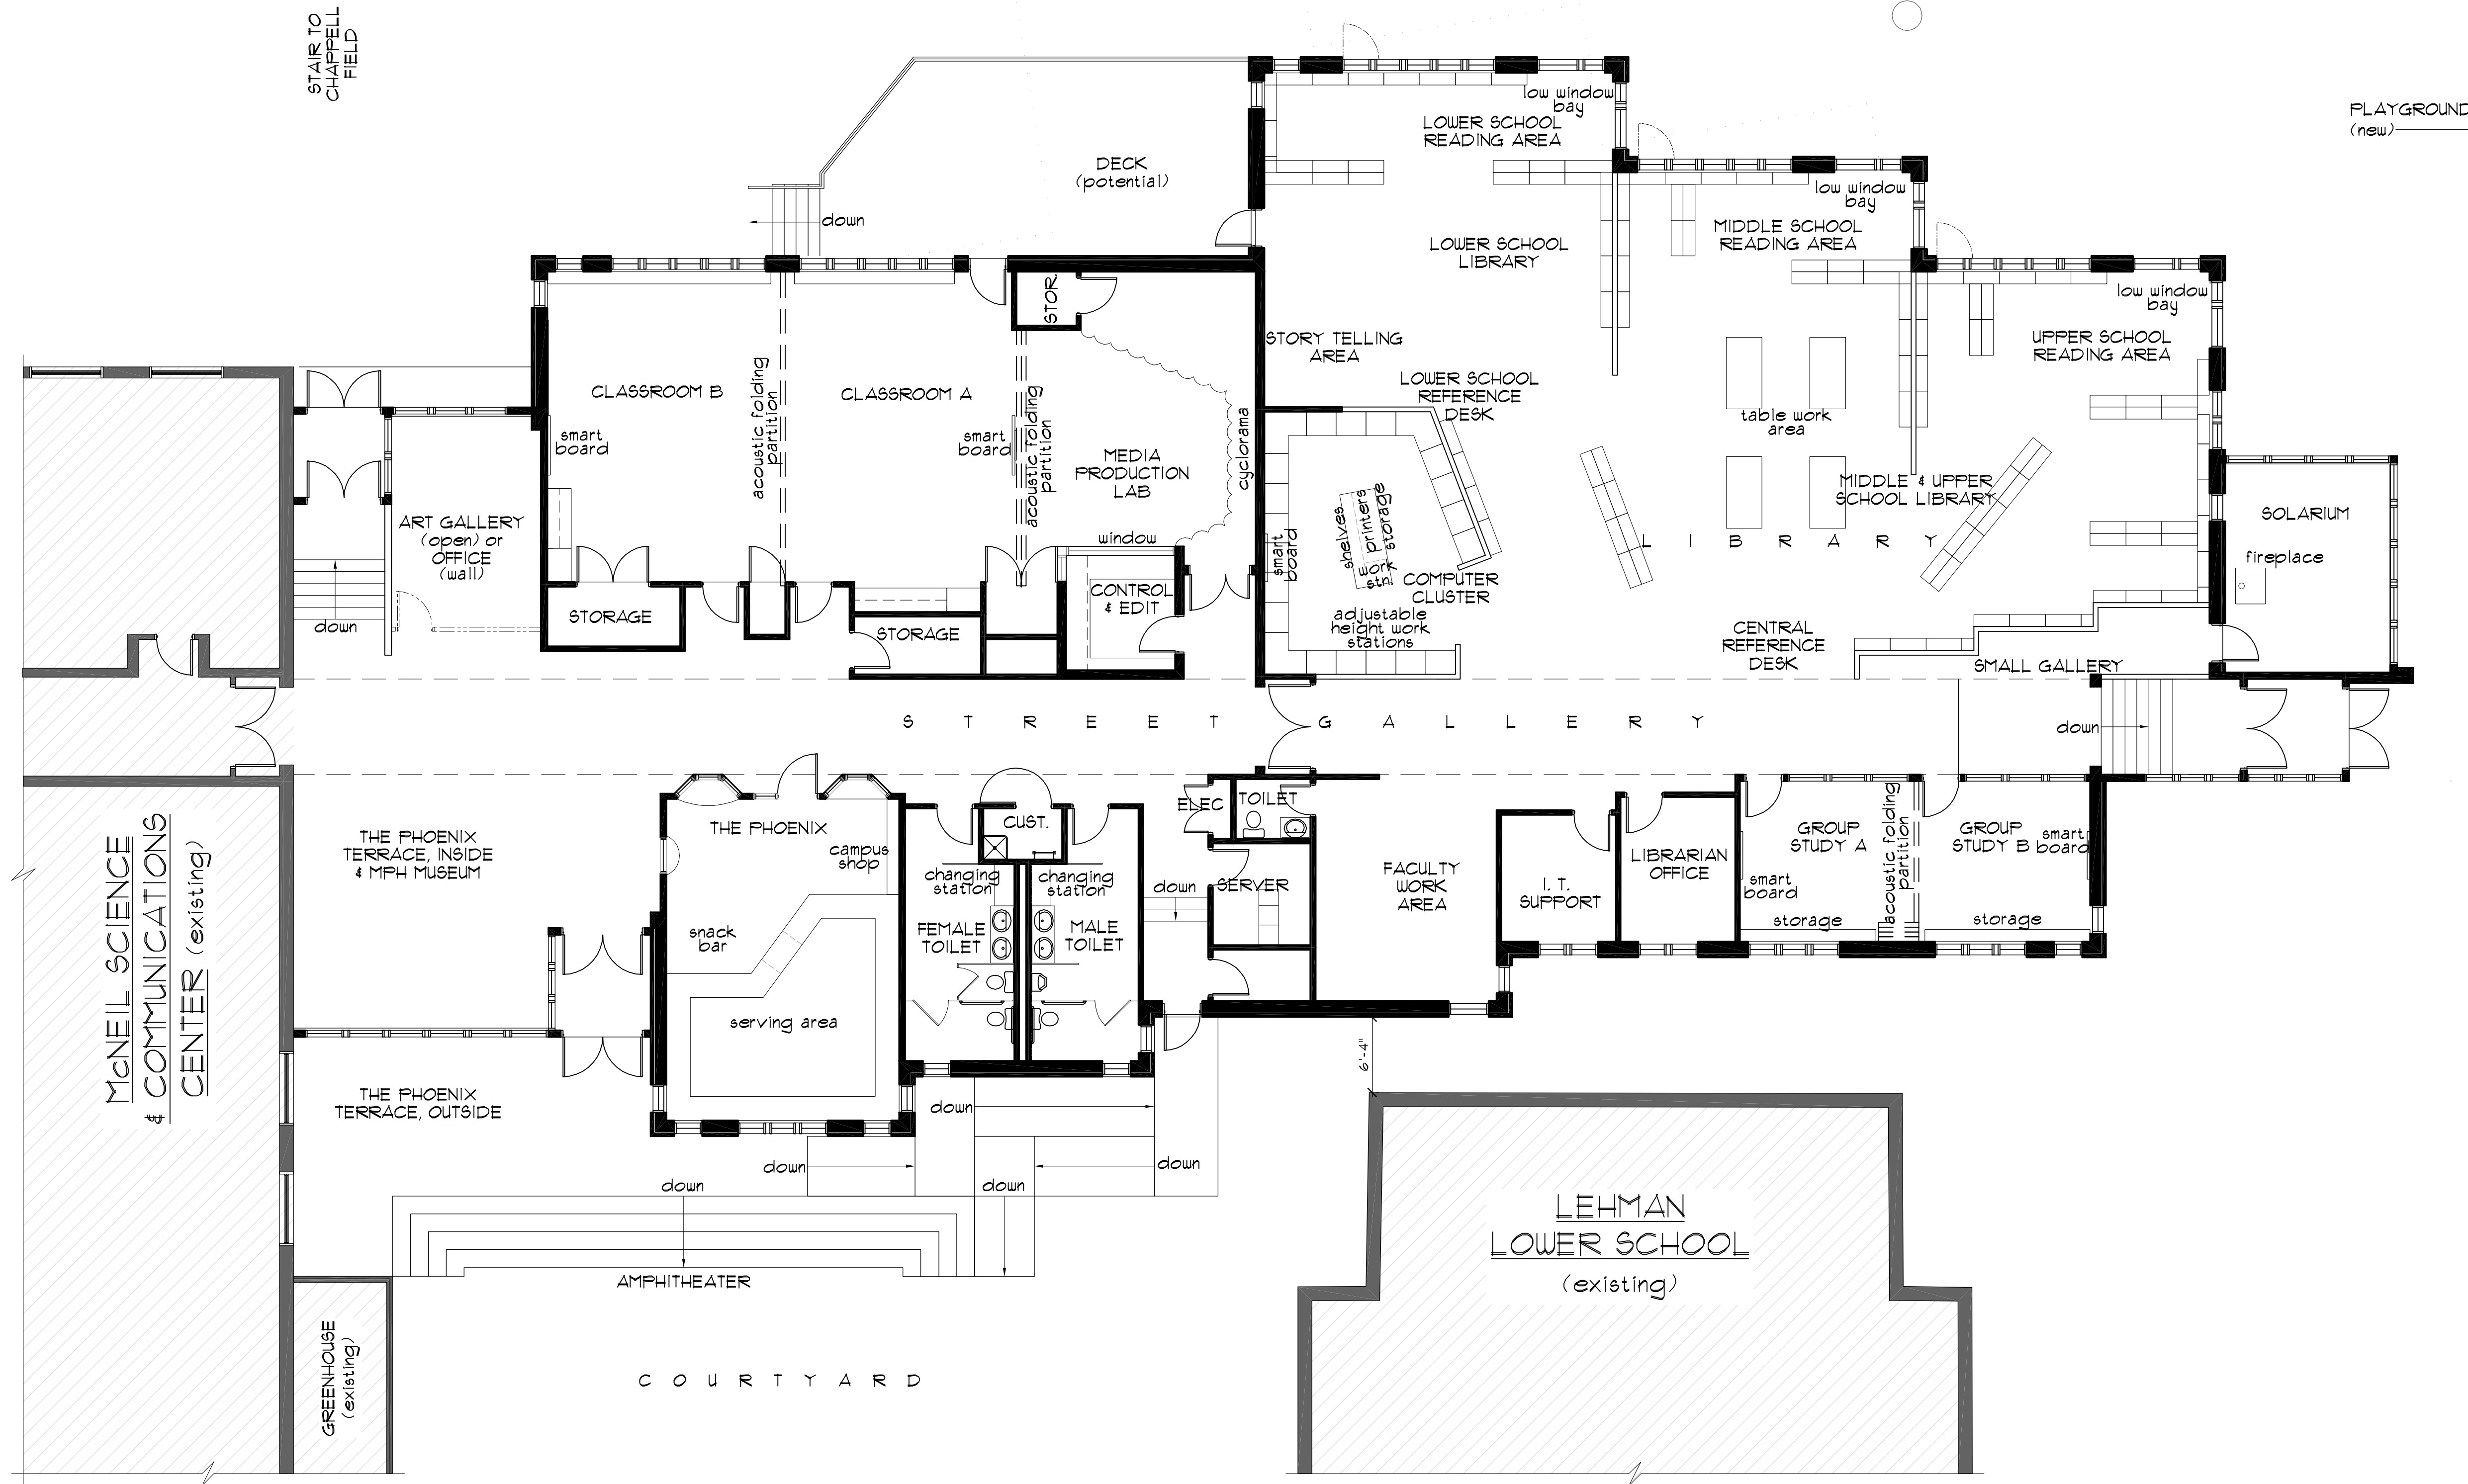 STAIR TO
CHAPPELL
FIELD
PLAYGROUND
(new)
DECK
(potential)
down
low window
bay
LOWER SCHOOL
READING AREA
low window
bay
MIDDLE SCHOOL
READING AREA
LOWER SCHOOL
LIBRARY
low window
bay
UPPER SCHOOL
READING AREA
STOR.
STORY TELLING
AREA
LOWER SCHOOL
REFERENCE
DESK
CLASSROOM B
acoustic folding
partition
CLASSROOM A
acoustic folding
partition
smart
board
smart
board
MEDIA
PRODUCTION
LAB
cyclorama
window
table work
area
MIDDLE & UPPER
SCHOOL LIBRARY
L I B R A R Y
SOLARIUM
fireplace
ART GALLERY
(open) or
OFFICE
(wall)
down
STORAGE
STORAGE
CONTROL
& EDIT
smart
board
shelves
printers
storage
work
stn.
COMPUTER
CLUSTER
adjustable
height work
stations
CENTRAL
REFERENCE
DESK
SMALL GALLERY
S T R E E T G A L L E R Y
down
McNEIL SCIENCE
& COMMUNICATIONS
CENTER (existing)
THE PHOENIX
TERRACE, INSIDE
& MPH MUSEUM
THE PHOENIX
campus
shop
snack
bar
serving area
CUST.
changing
station
changing
station
FEMALE
TOILET
MALE
TOILET
down
ELEC
TOILET
SERVER
FACULTY
WORK
AREA
I. T.
SUPPORT
LIBRARIAN
OFFICE
GROUP
STUDY A
smart
board
storage
acoustic folding
partition
GROUP
STUDY B
smart
board
storage
6'-4"
THE PHOENIX
TERRACE, OUTSIDE
down
down
down
down
down
AMPHITHEATER
LEHMAN
LOWER SCHOOL
(existing)
GREENHOUSE
(existing)
C O U R T Y A R D